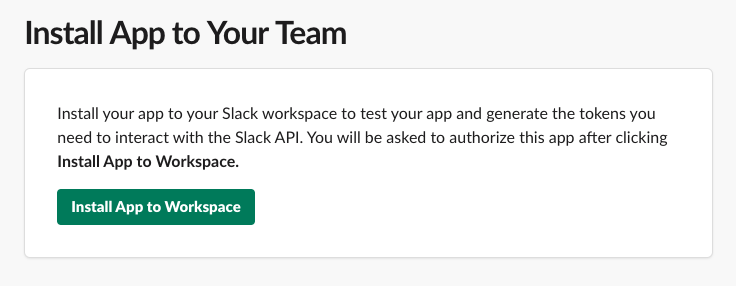 Install App to Your Team
Install your app to your Slack workspace to test your app and generate the tokens you
need to interact with the Slack API. You will be asked to authorize this app after clicking
Install App to Workspace.
Install App to Workspace